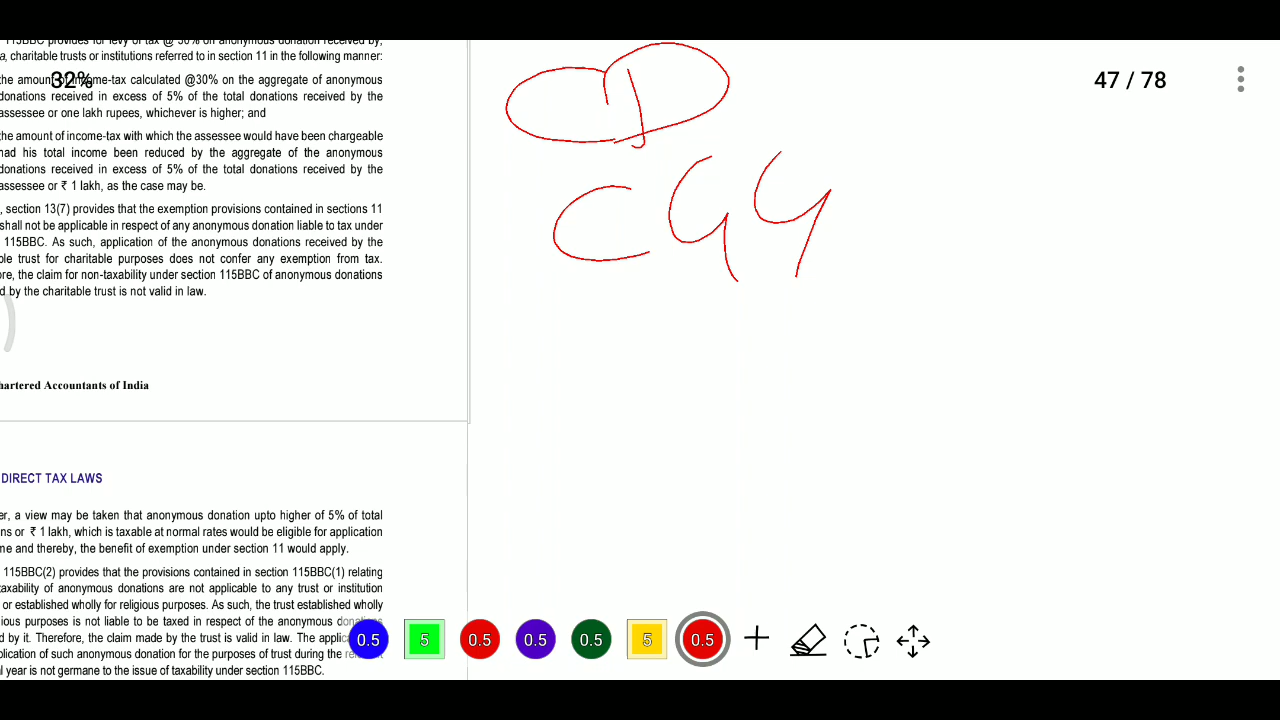 115BBC provides for levy of tax @ 30% on anonymous donation received by,
a, charitable trusts or institutions referred to in section 11 in the following manner:
the amount of income-tax calculated @30% on the aggregate of anonymous
donations received in excess of 5% of the total donations received by the
assessee or one lakh rupees, whichever is higher; and
the amount of income-tax with which the assessee would have been chargeable
had his total income been reduced by the aggregate of the anonymous
donations received in excess of 5% of the total donations received by the
assessee or ₹ 1 lakh, as the case may be.
, section 13(7) provides that the exemption provisions contained in sections 11
shall not be applicable in respect of any anonymous donation liable to tax under
115BBC. As such, application of the anonymous donations received by the
ble trust for charitable purposes does not confer any exemption from tax.
ore, the claim for non-taxability under section 115BBC of anonymous donations
d by the charitable trust is not valid in law.
hartered Accountants of India
DIRECT TAX LAWS
er, a view may be taken that anonymous donation upto higher of 5% of total
ns or ₹ 1 lakh, which is taxable at normal rates would be eligible for application
me and thereby, the benefit of exemption under section 11 would apply.
115BBC(2) provides that the provisions contained in section 115BBC(1) relating
taxability of anonymous donations are not applicable to any trust or institution
or established wholly for religious purposes. As such, the trust established wholly
ious purposes is not liable to be taxed in respect of the anonymous donations
d by it. Therefore, the claim made by the trust is valid in law. The applic
plication of such anonymous donation for the purposes of trust during the relevant
l year is not germane to the issue of taxability under section 115BBC.
32%
47 / 78
0.5 5 0.5 0.5 0.5 5 0.5